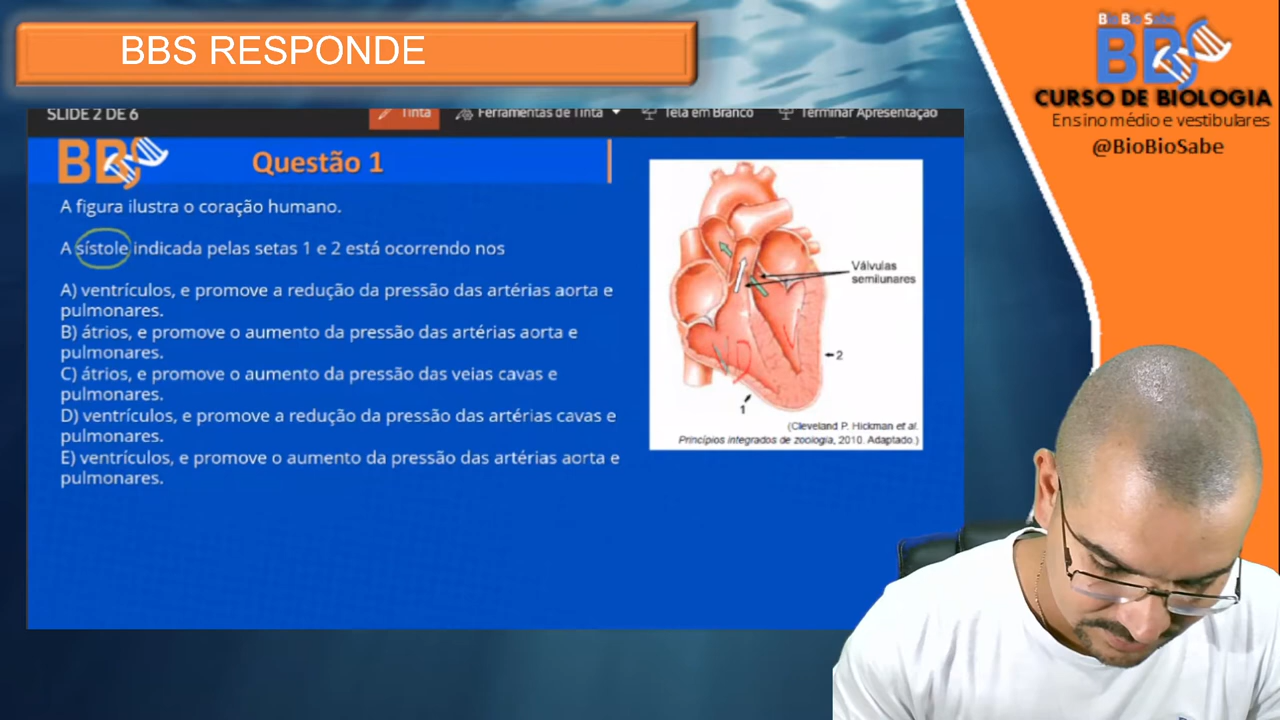 BBS RESPONDE
Bio Bio Sabe
BBS
CURSO DE BIOLOGIA
Ensino médio e vestibulares
@BioBioSabe
SLIDE 2 DE 6
Tinta
Ferramentas de Tinta
Tela em Branco
Terminar Apresentação
BBS
Questão 1
A figura ilustra o coração humano.
A sístole indicada pelas setas 1 e 2 está ocorrendo nos
A) ventrículos, e promove a redução da pressão das artérias aorta e
pulmonares.
B) átrios, e promove o aumento da pressão das artérias aorta e
pulmonares.
C) átrios, e promove o aumento da pressão das veias cavas e
pulmonares.
D) ventrículos, e promove a redução da pressão das artérias cavas e
pulmonares.
E) ventrículos, e promove o aumento da pressão das artérias aorta e
pulmonares.
Válvulas
semilunares
2
1
(Cleveland P. Hickman et al.
Princípios integrados de zoologia, 2010. Adaptado.)